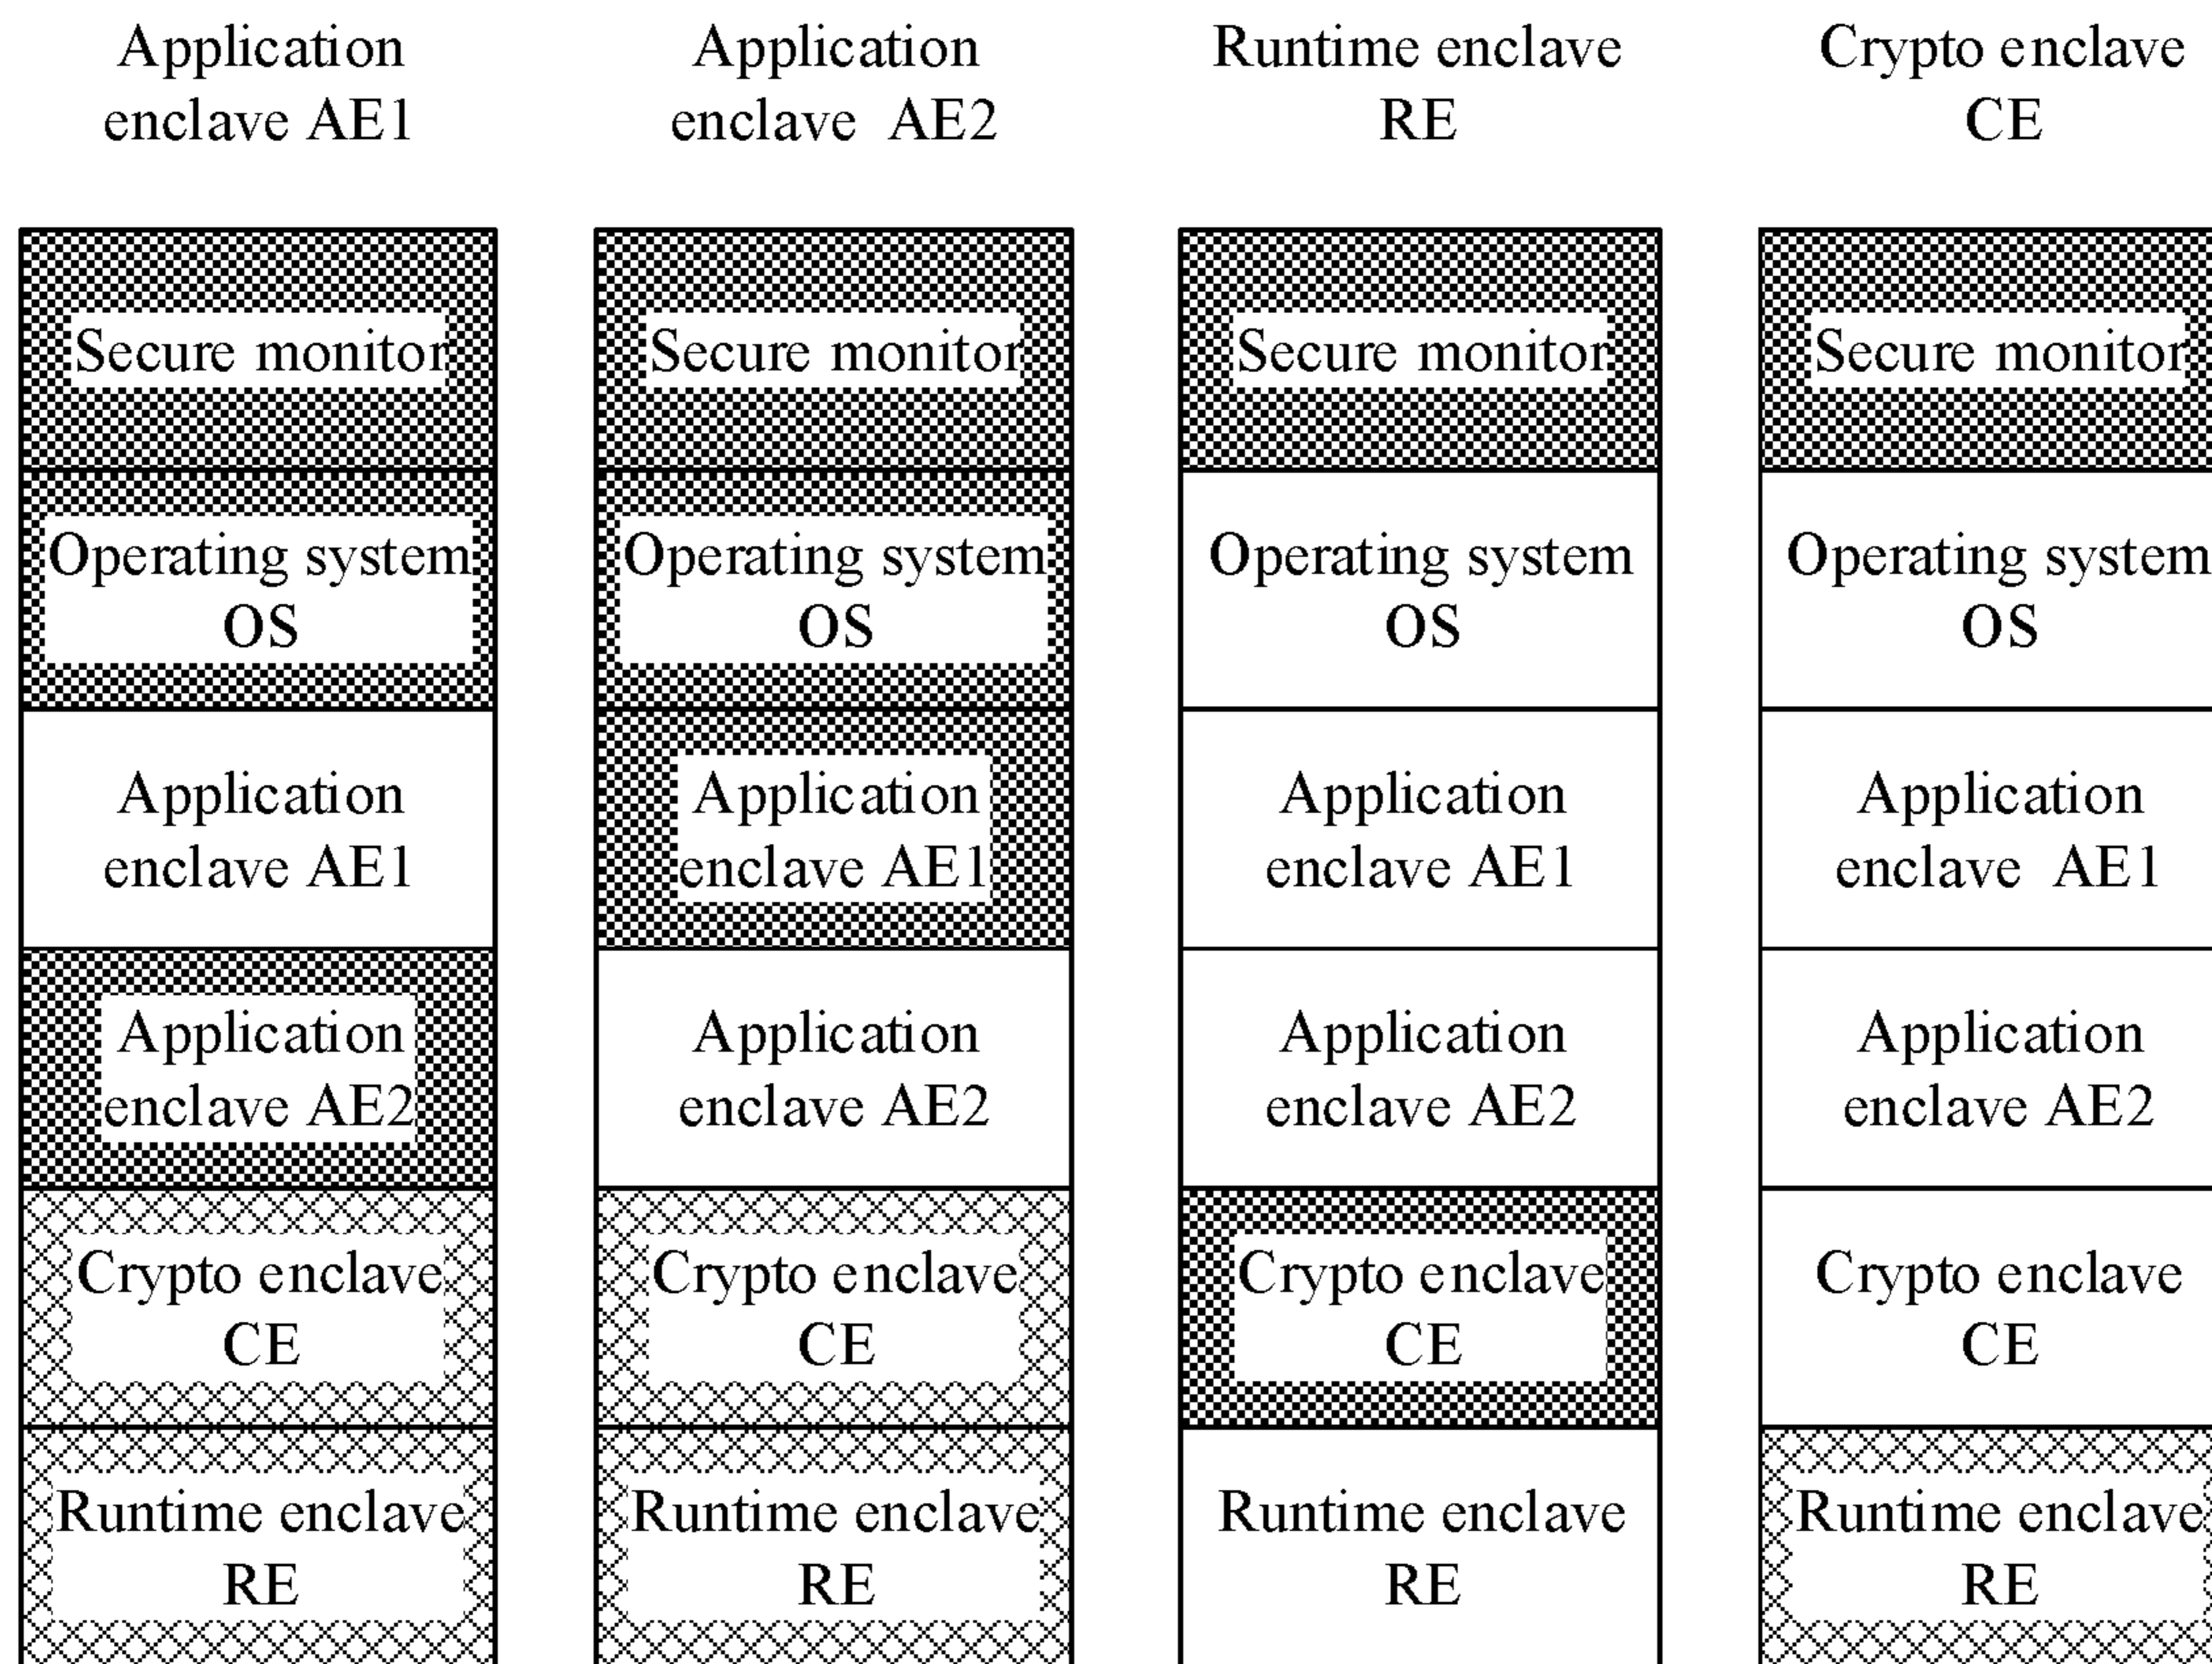 Application
enclave AE1
Application
enclave AE2
Runtime enclave
RE
Crypto enclave
CE
Secure monitor
Operating system
OS
Application
enclave AE1
Application
enclave AE2
Crypto enclave
CE
Runtime enclave
RE
Secure monitor
Operating system
OS
Application
enclave AE1
Application
enclave AE2
Crypto enclave
CE
Runtime enclave
RE
Secure monitor
Operating system
OS
Application
enclave AE1
Application
enclave AE2
Crypto enclave
CE
Runtime enclave
RE
Secure monitor
Operating system
OS
Application
enclave AE1
Application
enclave AE2
Crypto enclave
CE
Runtime enclave
RE